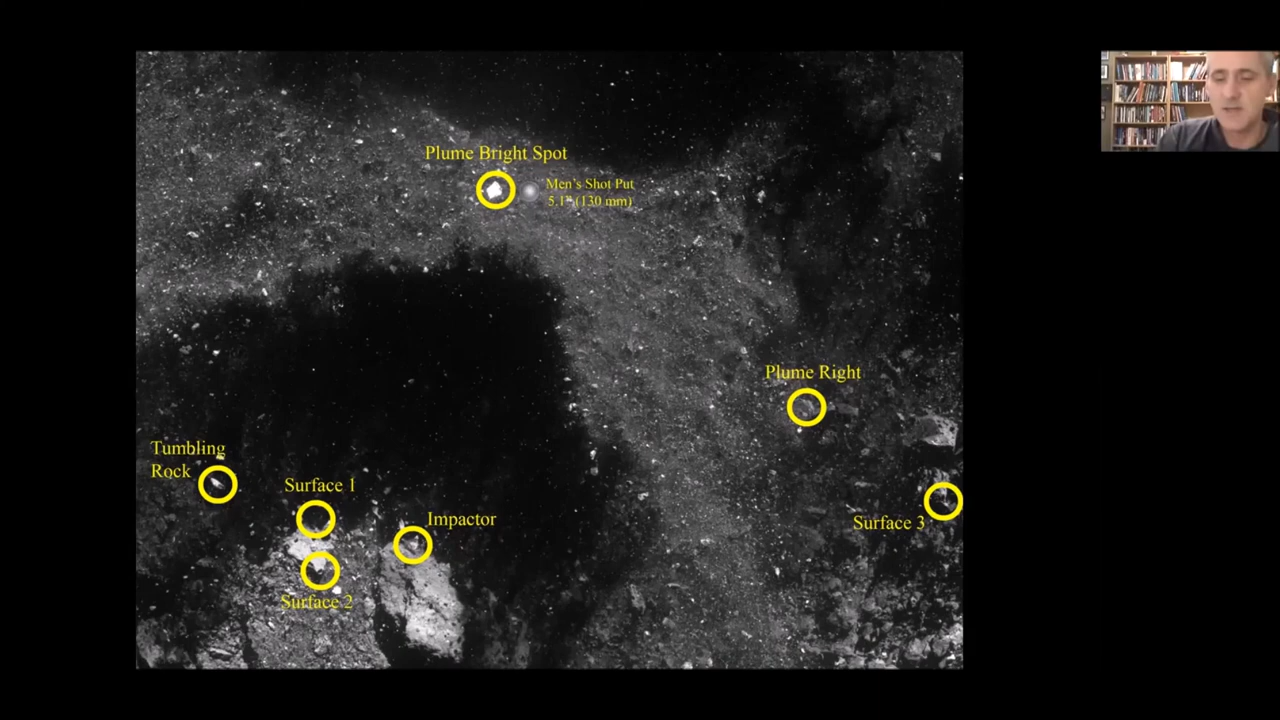 Plume Bright Spot
Men's Shot Put
5.1" (130 mm)
Plume Right
Tumbling
Rock
Surface 1
Impactor
Surface 3
Surface 2